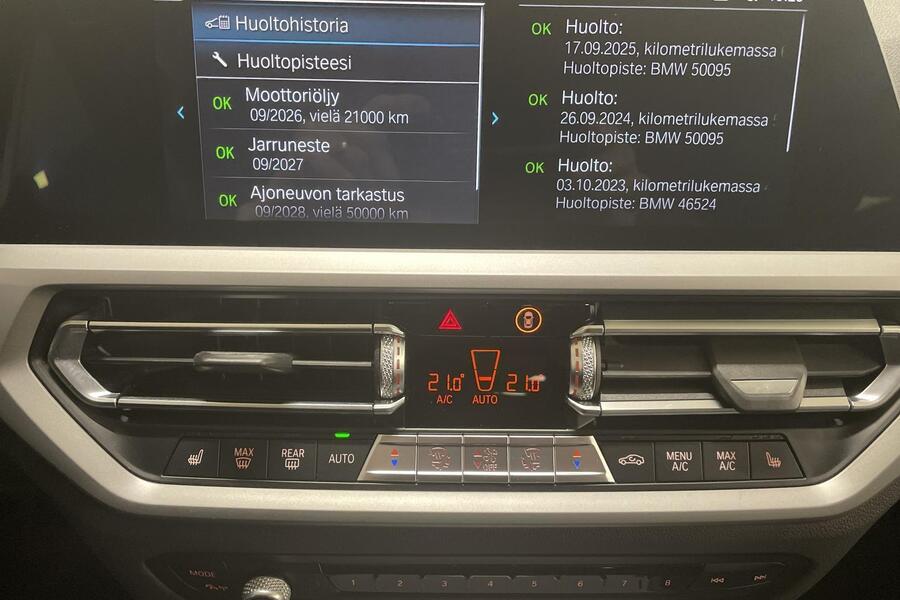 Huoltohistoria
Huoltopisteesi
OK Moottoriöljy
09/2026, vielä 21000 km
OK Jarruneste
09/2027
OK Ajoneuvon tarkastus
09/2028, vielä 50000 km
OK Huolto:
17.09.2025, kilometrilukemassa
Huoltopiste: BMW 50095
OK Huolto:
26.09.2024, kilometrilukemassa
Huoltopiste: BMW 50095
OK Huolto:
03.10.2023, kilometrilukemassa
Huoltopiste: BMW 46524
21.0° 21.0
A/C AUTO
MAX
REAR
AUTO
MENU A/C
MAX A/C
MODE
1 2 3 4 5 6 7 8